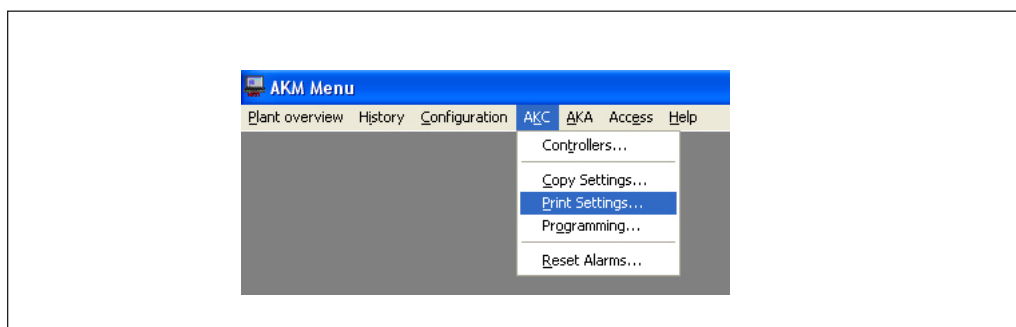 AKM Menu
Plant overview History Configuration AKC AKA Access Help
Controllers...
Copy Settings...
Print Settings...
Programming...
Reset Alarms...